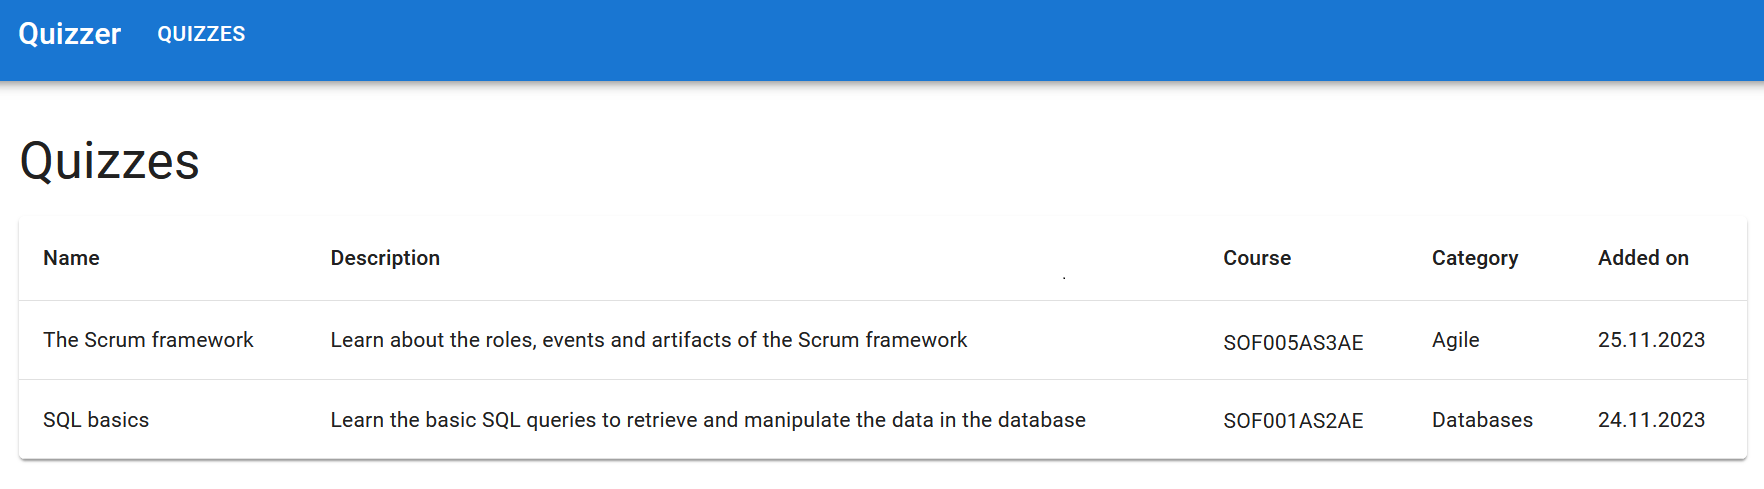 Quizzer QUIZZES
Quizzes
Name Description Course Category Added on
The Scrum framework Learn about the roles, events and artifacts of the Scrum framework SOF005AS3AE Agile 25.11.2023
SQL basics Learn the basic SQL queries to retrieve and manipulate the data in the database SOF001AS2AE Databases 24.11.2023